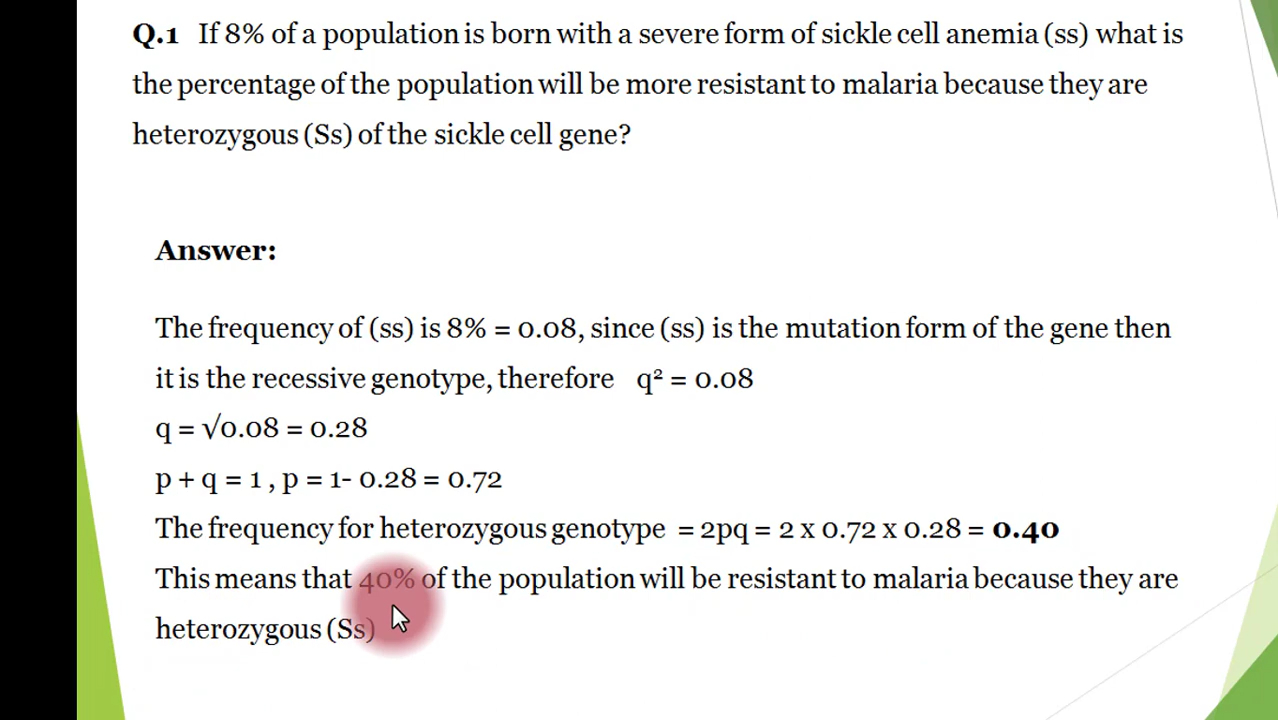 Q.1 If 8% of a population is born with a severe form of sickle cell anemia (ss) what is
the percentage of the population will be more resistant to malaria because they are
heterozygous (Ss) of the sickle cell gene?
Answer:
The frequency of (ss) is 8% = 0.08, since (ss) is the mutation form of the gene then
it is the recessive genotype, therefore q² = 0.08
q = √0.08 = 0.28
p + q = 1 , p = 1- 0.28 = 0.72
The frequency for heterozygous genotype = 2pq = 2 x 0.72 x 0.28 = 0.40
This means that 40% of the population will be resistant to malaria because they are
heterozygous (Ss)